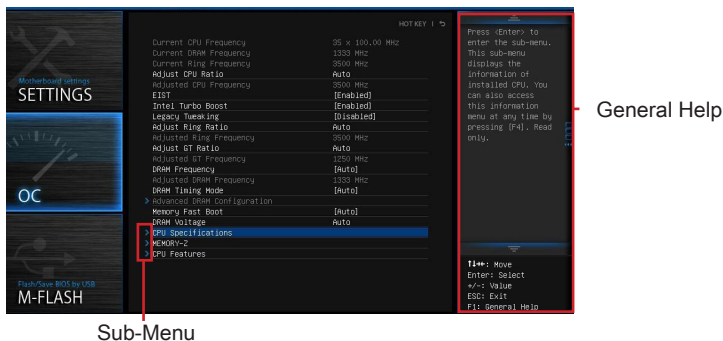 HOT KEY | ⮌
Motherboard settings
SETTINGS
OC
Flash/Save BIOS by USB
M-FLASH
Current CPU Frequency 35 x 100.00 MHz
Current DRAM Frequency 1333 MHz
Current Ring Frequency 3500 MHz
Adjust CPU Ratio Auto
Adjusted CPU Frequency 3500 MHz
EIST [Enabled]
Intel Turbo Boost [Enabled]
Legacy Tweaking [Disabled]
Adjust Ring Ratio Auto
Adjusted Ring Frequency 3500 MHz
Adjust GT Ratio Auto
Adjusted GT Frequency 1250 MHz
DRAM Frequency [Auto]
Adjusted DRAM Frequency 1333 MHz
DRAM Timing Mode [Auto]
> Advanced DRAM Configuration
Memory Fast Boot [Auto]
DRAM Voltage Auto
> CPU Specifications
> MEMORY-Z
> CPU Features
Press <Enter> to
enter the sub-menu.
This sub-menu
displays the
information of
installed CPU. You
can also access
this information
menu at any time by
pressing [F4]. Read
only.
↑↓→←: Move
Enter: Select
+/-: Value
ESC: Exit
F1: General Help
General Help
Sub-Menu